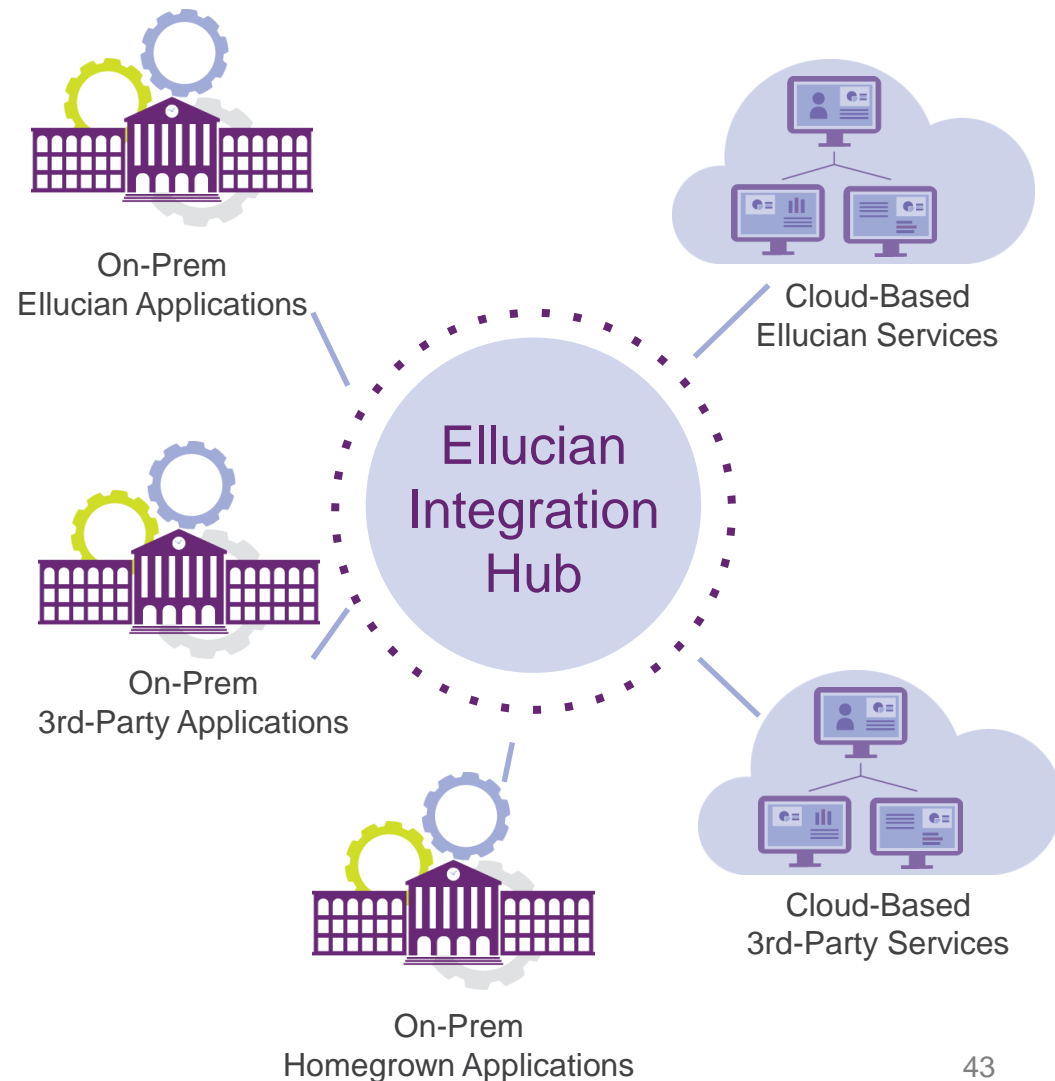 On-Prem
Ellucian Applications
Cloud-Based
Ellucian Services
Ellucian
Integration
Hub
On-Prem
3rd-Party Applications
Cloud-Based
3rd-Party Services
On-Prem
Homegrown Applications
43